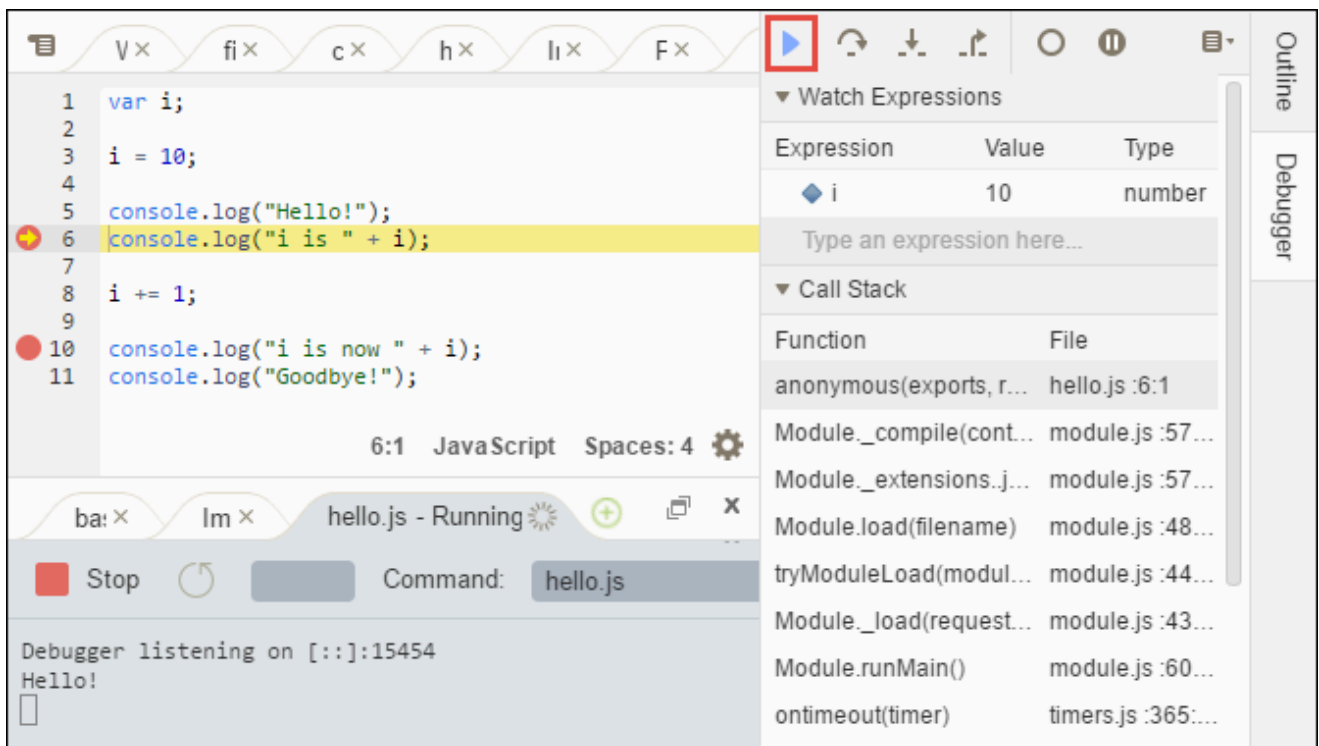 V × fi × c × h × F ×
1 var i;
2
3 i = 10;
4
5 console.log("Hello!");
6 console.log("i is " + i);
7
8 i += 1;
9
10 console.log("i is now " + i);
11 console.log("Goodbye!");
6:1 JavaScript Spaces: 4
ba: × Im × hello.js - Running
Stop Command: hello.js
Debugger listening on [::]:15454
Hello!
Watch Expressions
Expression Value Type
i 10 number
Type an expression here...
Call Stack
Function File
anonymous(exports, r... hello.js :6:1
Module._compile(cont... module.js :57...
Module._extensions..j... module.js :57...
Module.load(filename) module.js :48...
tryModuleLoad(modul... module.js :44...
Module._load(request... module.js :43...
Module.runMain() module.js :60...
ontimeout(timer) timers.js :365:...
Outline
Debugger